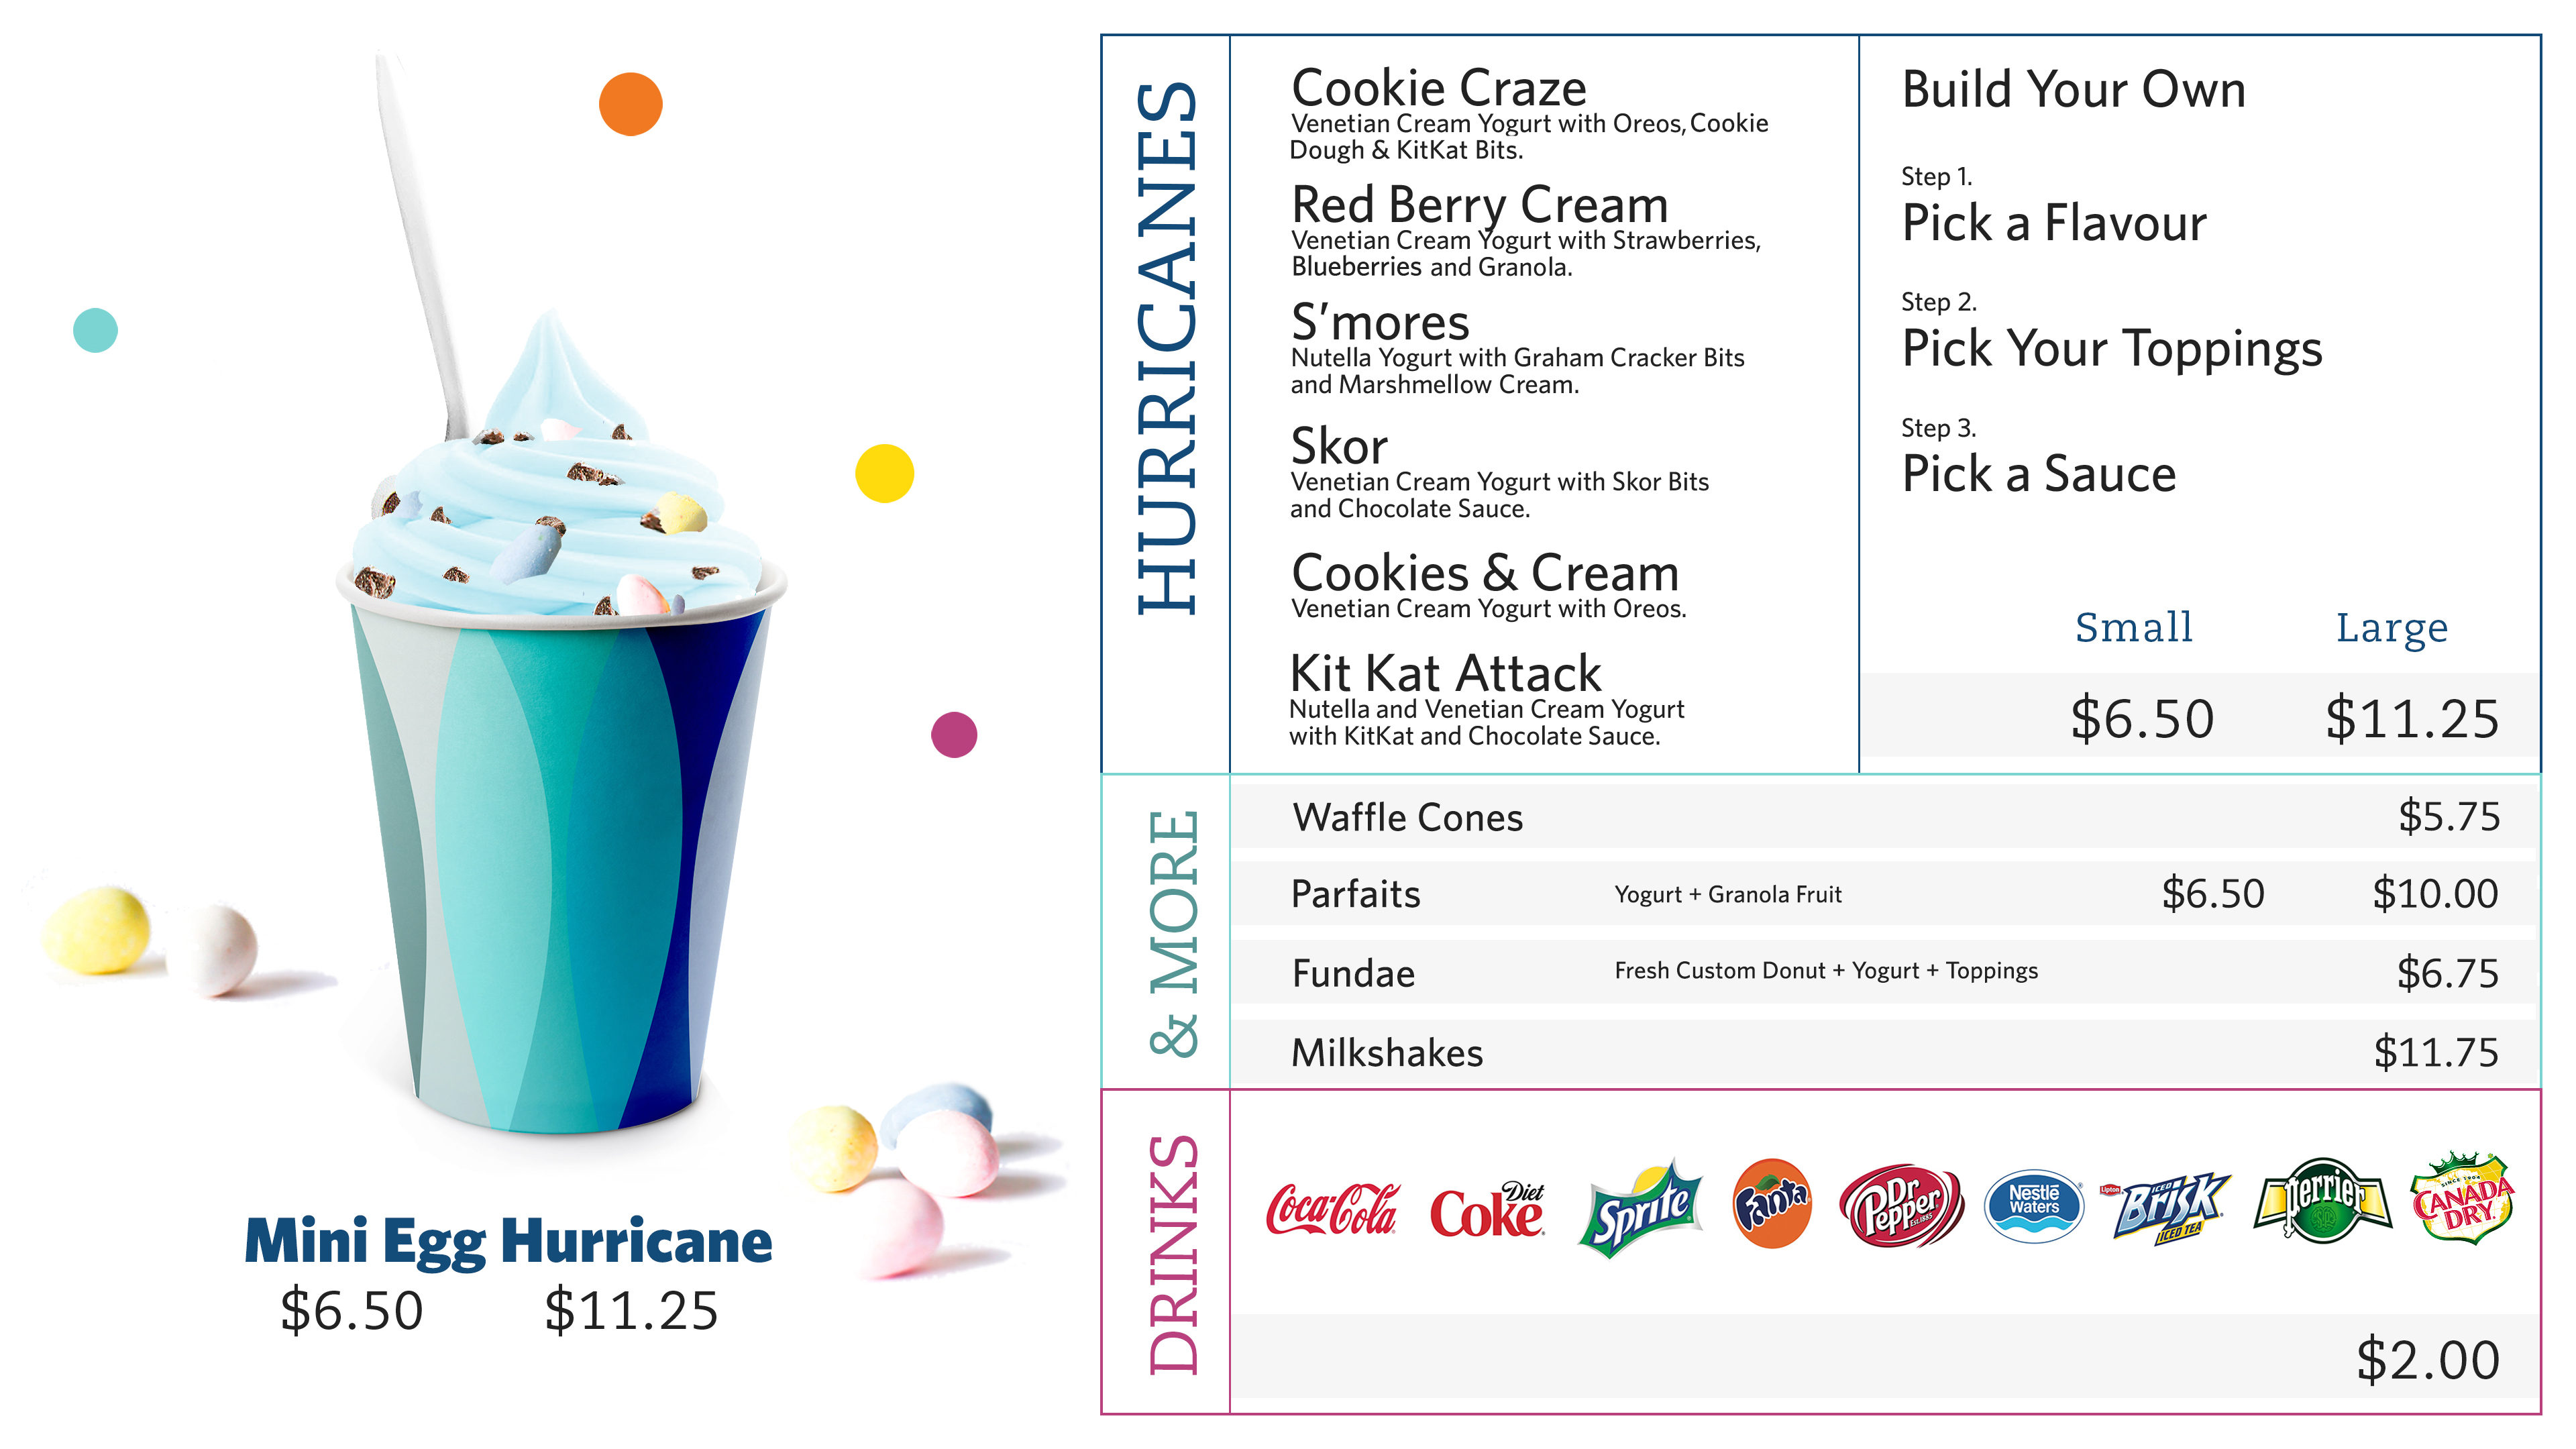 HURRICANES
Cookie Craze
Venetian Cream Yogurt with Oreos, Cookie
Dough & KitKat Bits.
Red Berry Cream
Venetian Cream Yogurt with Strawberries,
Blueberries and Granola.
S'mores
Nutella Yogurt with Graham Cracker Bits
and Marshmellow Cream.
Skor
Venetian Cream Yogurt with Skor Bits
and Chocolate Sauce.
Cookies & Cream
Venetian Cream Yogurt with Oreos.
Kit Kat Attack
Nutella and Venetian Cream Yogurt
with KitKat and Chocolate Sauce.
Build Your Own
Step 1.
Pick a Flavour
Step 2.
Pick Your Toppings
Step 3.
Pick a Sauce
Small Large
$6.50 $11.25
& MORE
Waffle Cones $5.75
Parfaits Yogurt + Granola Fruit $6.50 $10.00
Fundae Fresh Custom Donut + Yogurt + Toppings $6.75
Milkshakes $11.75
DRINKS
Coca-Cola
Diet
Coke
Sprite
Fanta
Dr
Pepper
EST. 1885
Nestlé
Waters
Lipton
ICED
BRISK
ICED TEA
perrier
SINCE 1904
CANADA
DRY
$2.00
Mini Egg Hurricane
$6.50 $11.25